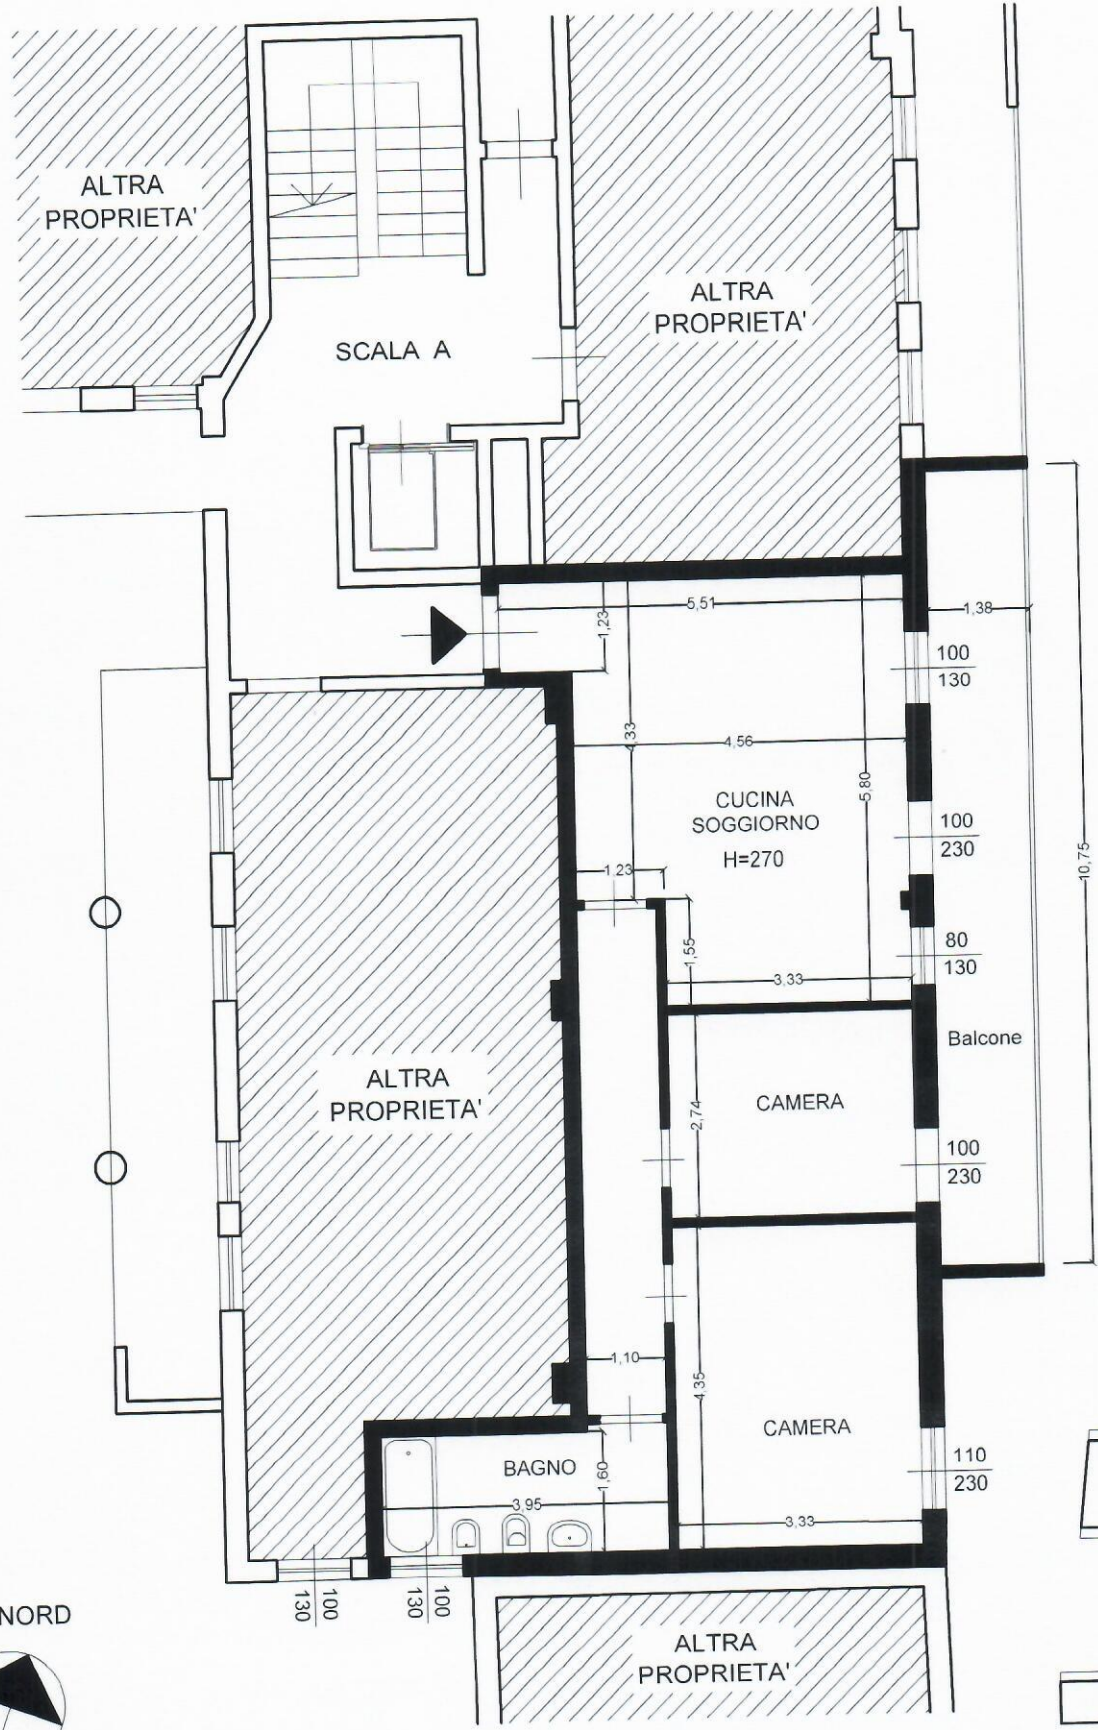 ALTRA
PROPRIETA'
ALTRA
PROPRIETA'
SCALA A
5,51
1,23
1,38
100
130
4,33
4,56
5,80
CUCINA
SOGGIORNO
H=270
100
230
10,75
1,23
80
130
1,55
3,33
Balcone
ALTRA
PROPRIETA'
CAMERA
2,74
100
230
1,10
4,35
CAMERA
110
230
BAGNO
1,60
3,95
3,33
100
130
100
130
NORD
ALTRA
PROPRIETA'